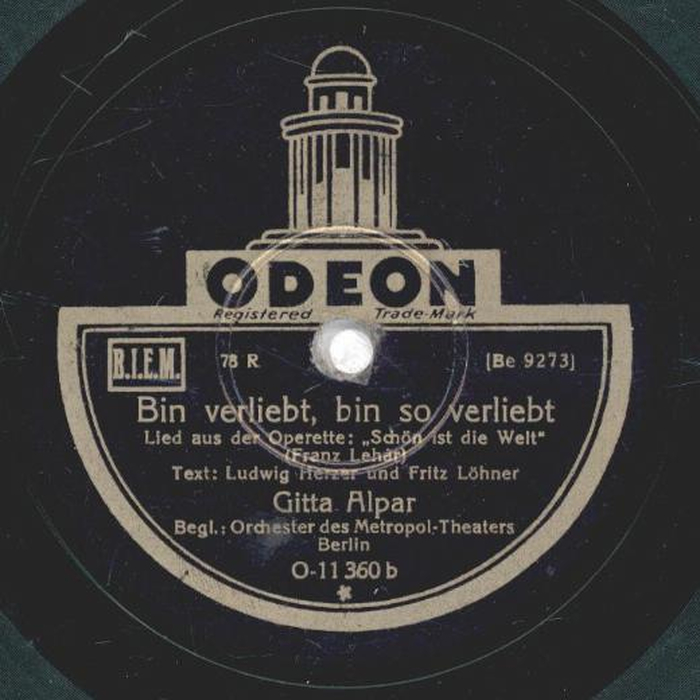 ODEON
Registered Trade-Mark
B.I.E.M. 78 R [Be 9273]
Bin verliebt, bin so verliebt
Lied aus der Operette: „Schön ist die Welt“
(Franz Lehár)
Text: Ludwig Herzer und Fritz Löhner
Gitta Alpar
Begl.: Orchester des Metropol-Theaters
Berlin
O-11 360 b